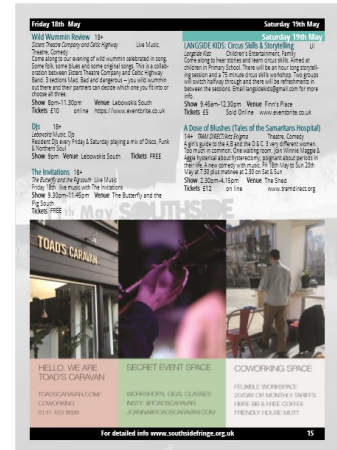 Friday 18th May
Saturday 19th May
Wild Wummin Review 18+
Sisters Theatre Company and Celtic Highway Live Music,
Theatre, Comedy
Come along to our evening of wild wummin celebrated in song.
Some folk, some blues and some original songs. This is a collab-
oration between Sisters Theatre Company and Celtic Highway
Band. 3 sections Mad, Bad and dangerous – you wild wummin
out there and their partners can decide which one you fit into or
choose all three.
Show 8pm-11.30pm Venue Lebowskis South
Tickets £10 online https://www.eventbrite.co.uk
DJs 18+
Lebowskis Music, Djs
Resident DJs every Friday & Saturday playing a mix of Disco, Funk
& Northern Soul
Show 9pm Venue Lebowskis South Tickets FREE
The Invitations 18+
The Butterfly and the Pig south Live Music
Friday 18th live music with The Invitations
Show 9.30pm-11.45pm Venue The Butterfly and the
Pig South
Tickets FREE
Saturday 19th May
LANGSIDE KIDS: Circus Skills & Storytelling U
Langside Kids Children's Entertainment, Family
Come along to hear stories and learn circus skills. Aimed at
children in Primary School. There will be an hour long storytell-
ing session and a 75 minute circus skills workshop. Two groups
will switch halfway through and there will be refreshments in
between the sessions. Email langsidekids@gmail.com for more
info.
Show 9.45am-12.30pm Venue Finn's Place
Tickets £5 Sold Online www.eventbrite.co.uk
A Dose of Blushes (Tales of the Samaritans Hospital)
14+ TRAM DIRECT/Arts Enigma Theatre, Comedy
A girl's guide to the A,B and the D & C. 3 very different women,
Too much in common. One waiting room. Join Winnie Maggie &
Aggie hysterical about hysterectomy, poignant about periods in
their life. A new comedy with music. Fri 18th May to Sun 20th
May at 7.30 plus matinee at 2.30 on Sat & Sun
Show 2.30pm-4.15pm Venue The Shed
Tickets £12 on line www.tramdirect.org
th May SOUTHSIDE
TOAD'S CARAVAN
HELLO, WE ARE
TOAD'S CARAVAN
TOADSCARAVAN.COM/
COWORKING
0141 423 9699
SECRET EVENT SPACE
WORKSHOPS, GIGS, CLASSES
INSTY: @TOADSCARAVAN
JOANNA@TOADSCARAVAN.COM
COWORKING SPACE
FLEXIBLE WORKSPACE
20/DAY OR MONTHLY TARIFFS
FIBRE BB & FREE COFFEE
FRIENDLY HOUSE MUTT
For detailed info www.southsidefringe.org.uk
15